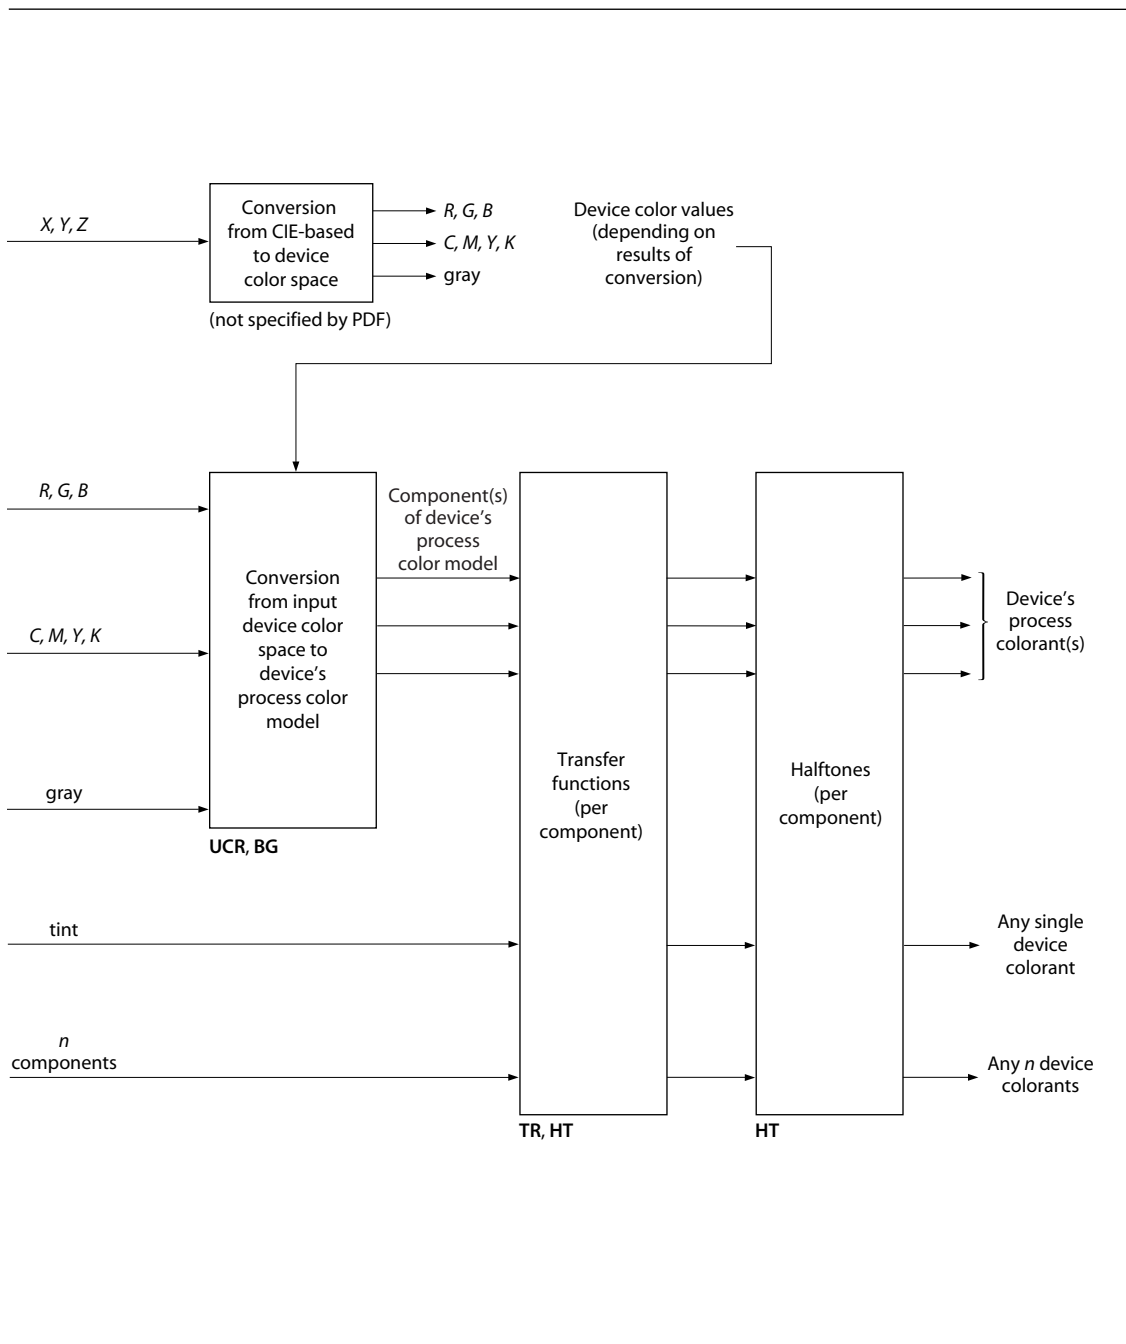 X, Y, Z
Conversion
from CIE-based
to device
color space
(not specified by PDF)
R, G, B
C, M, Y, K
gray
Device color values
(depending on
results of
conversion)
R, G, B
C, M, Y, K
gray
Conversion
from input
device color
space to
device’s
process color
model
UCR, BG
Component(s)
of device’s
process
color model
Transfer
functions
(per
component)
TR, HT
Halftones
(per
component)
HT
Device’s
process
colorant(s)
tint
Any single
device
colorant
n
components
Any n device
colorants